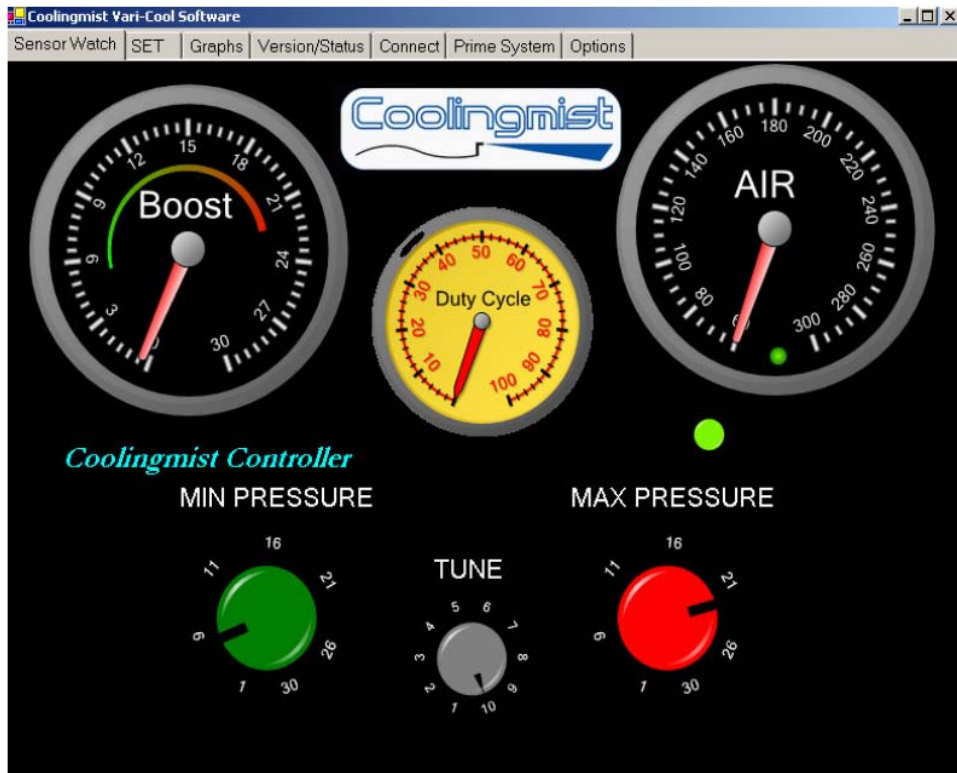 Coolingmist Vari-Cool Software
Sensor Watch SET Graphs Version/Status Connect Prime System Options
Coolingmist
Boost
0 3 6 9 12 15 18 21 24 27 30
AIR
60 80 100 120 140 160 180 200 220 240 260 280 300
Duty Cycle
10 20 30 40 50 60 70 80 90 100
Coolingmist Controller
MIN PRESSURE
1 6 11 16 21 26 30
TUNE
1 2 3 4 5 6 7 8 9 10
MAX PRESSURE
1 6 11 16 21 26 30